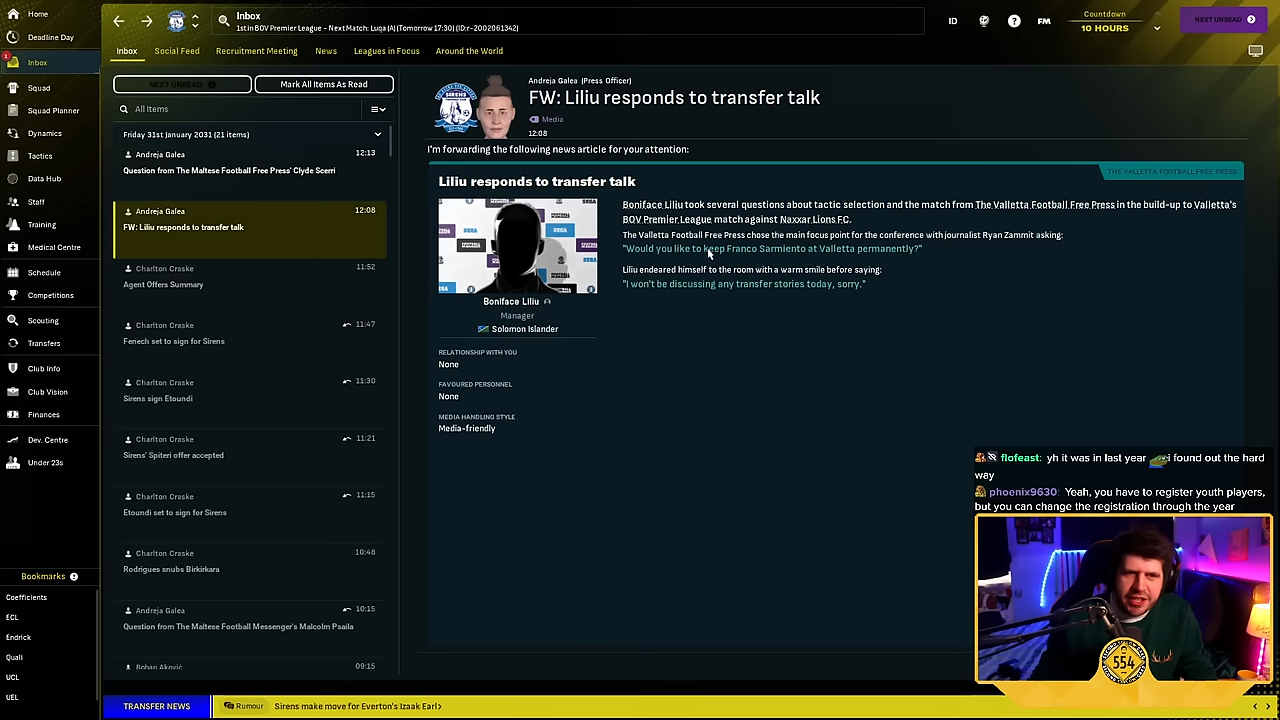 Home
Deadline Day
1
Inbox
Squad
Squad Planner
Dynamics
Tactics
Data Hub
Staff
Training
Medical Centre
Schedule
Competitions
Scouting
Transfers
Club Info
Club Vision
Finances
Dev. Centre
Under 23s
Bookmarks
Coefficients
ECL
Endrick
Quali
UCL
UEL
Inbox
1st in BOV Premier League - Next Match: Luqa (A) (Tomorrow 17:30) (ID:r-2002061342)
ID
FM
Countdown
10 HOURS
NEXT UNREAD
Inbox
Social Feed
Recruitment Meeting
News
Leagues in Focus
Around the World
NEXT UNREAD
Mark All Items As Read
All Items
Friday 31st January 2031 (21 items)
Andreja Galea 12:13
Question from The Maltese Football Free Press' Clyde Scerri
Andreja Galea 12:08
FW: Liliu responds to transfer talk
Charlton Craske 11:52
Agent Offers Summary
Charlton Craske 11:47
Fenech set to sign for Sirens
Charlton Craske 11:30
Sirens sign Etoundi
Charlton Craske 11:21
Sirens' Spiteri offer accepted
Charlton Craske 11:15
Etoundi set to sign for Sirens
Charlton Craske 10:48
Rodrigues snubs Birkirkara
Andreja Galea 10:15
Question from The Maltese Football Messenger's Malcolm Psaila
Boban Aković 09:15
SIRENS
Andreja Galea (Press Officer)
FW: Liliu responds to transfer talk
Media
12:08
I'm forwarding the following news article for your attention:
THE VALLETTA FOOTBALL FREE PRESS
Liliu responds to transfer talk
Boniface Liliu
Manager
Solomon Islander
RELATIONSHIP WITH YOU
None
FAVOURED PERSONNEL
None
MEDIA HANDLING STYLE
Media-friendly
Boniface Liliu took several questions about tactic selection and the match from The Valletta Football Free Press in the build-up to Valletta's
BOV Premier League match against Naxxar Lions FC.
The Valletta Football Free Press chose the main focus point for the conference with journalist Ryan Zammit asking:
"Would you like to keep Franco Sarmiento at Valletta permanently?"
Liliu endeared himself to the room with a warm smile before saying:
"I won't be discussing any transfer stories today, sorry."
flofeast: yh it was in last year i found out the hard
way
phoenix9630: Yeah, you have to register youth players,
but you can change the registration through the year
554
TRANSFER NEWS
Rumour
Sirens make move for Everton's Izaak Earl>